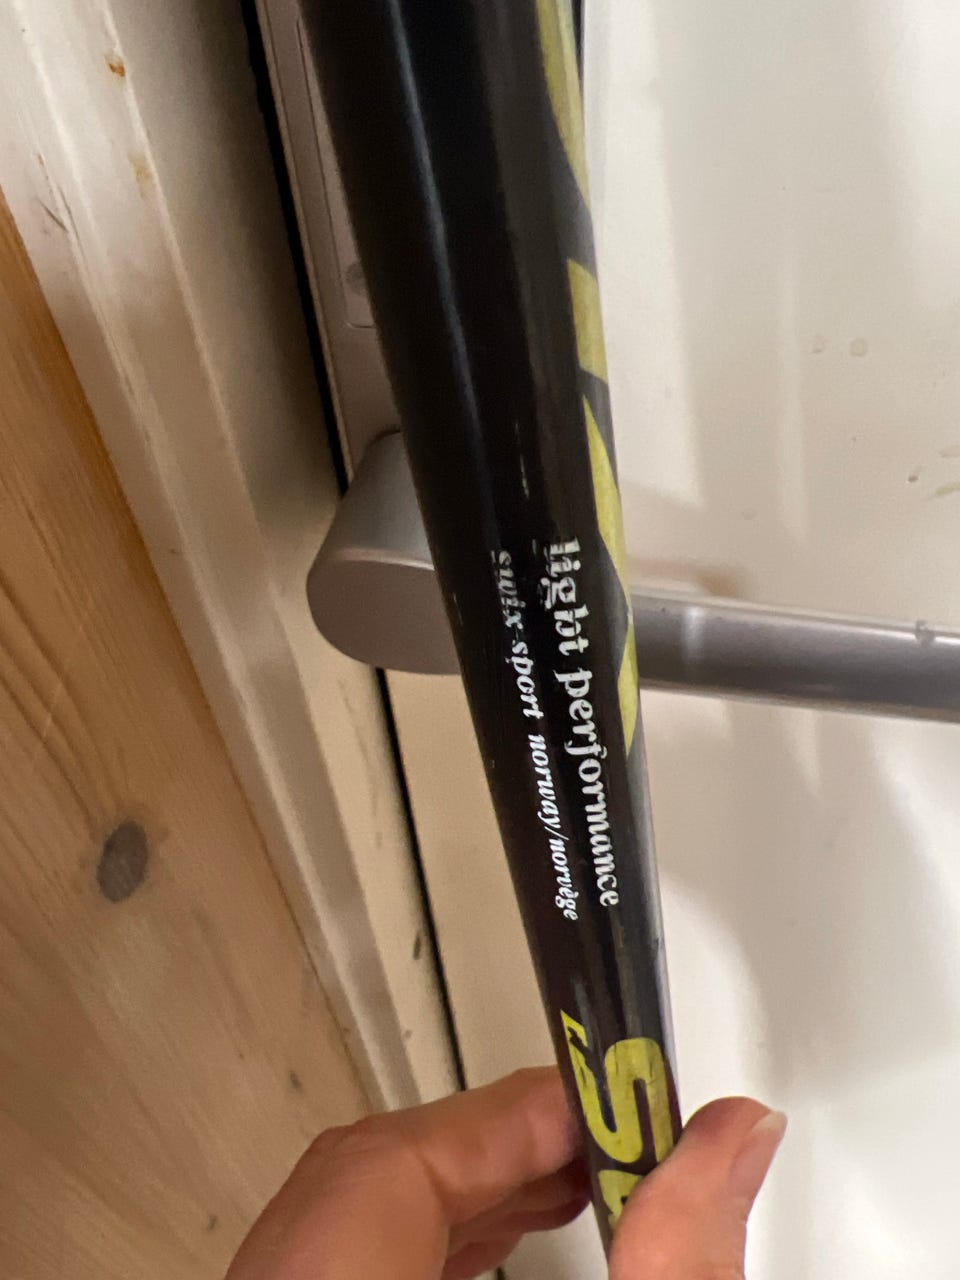 light performance
swix sport norway/norvège